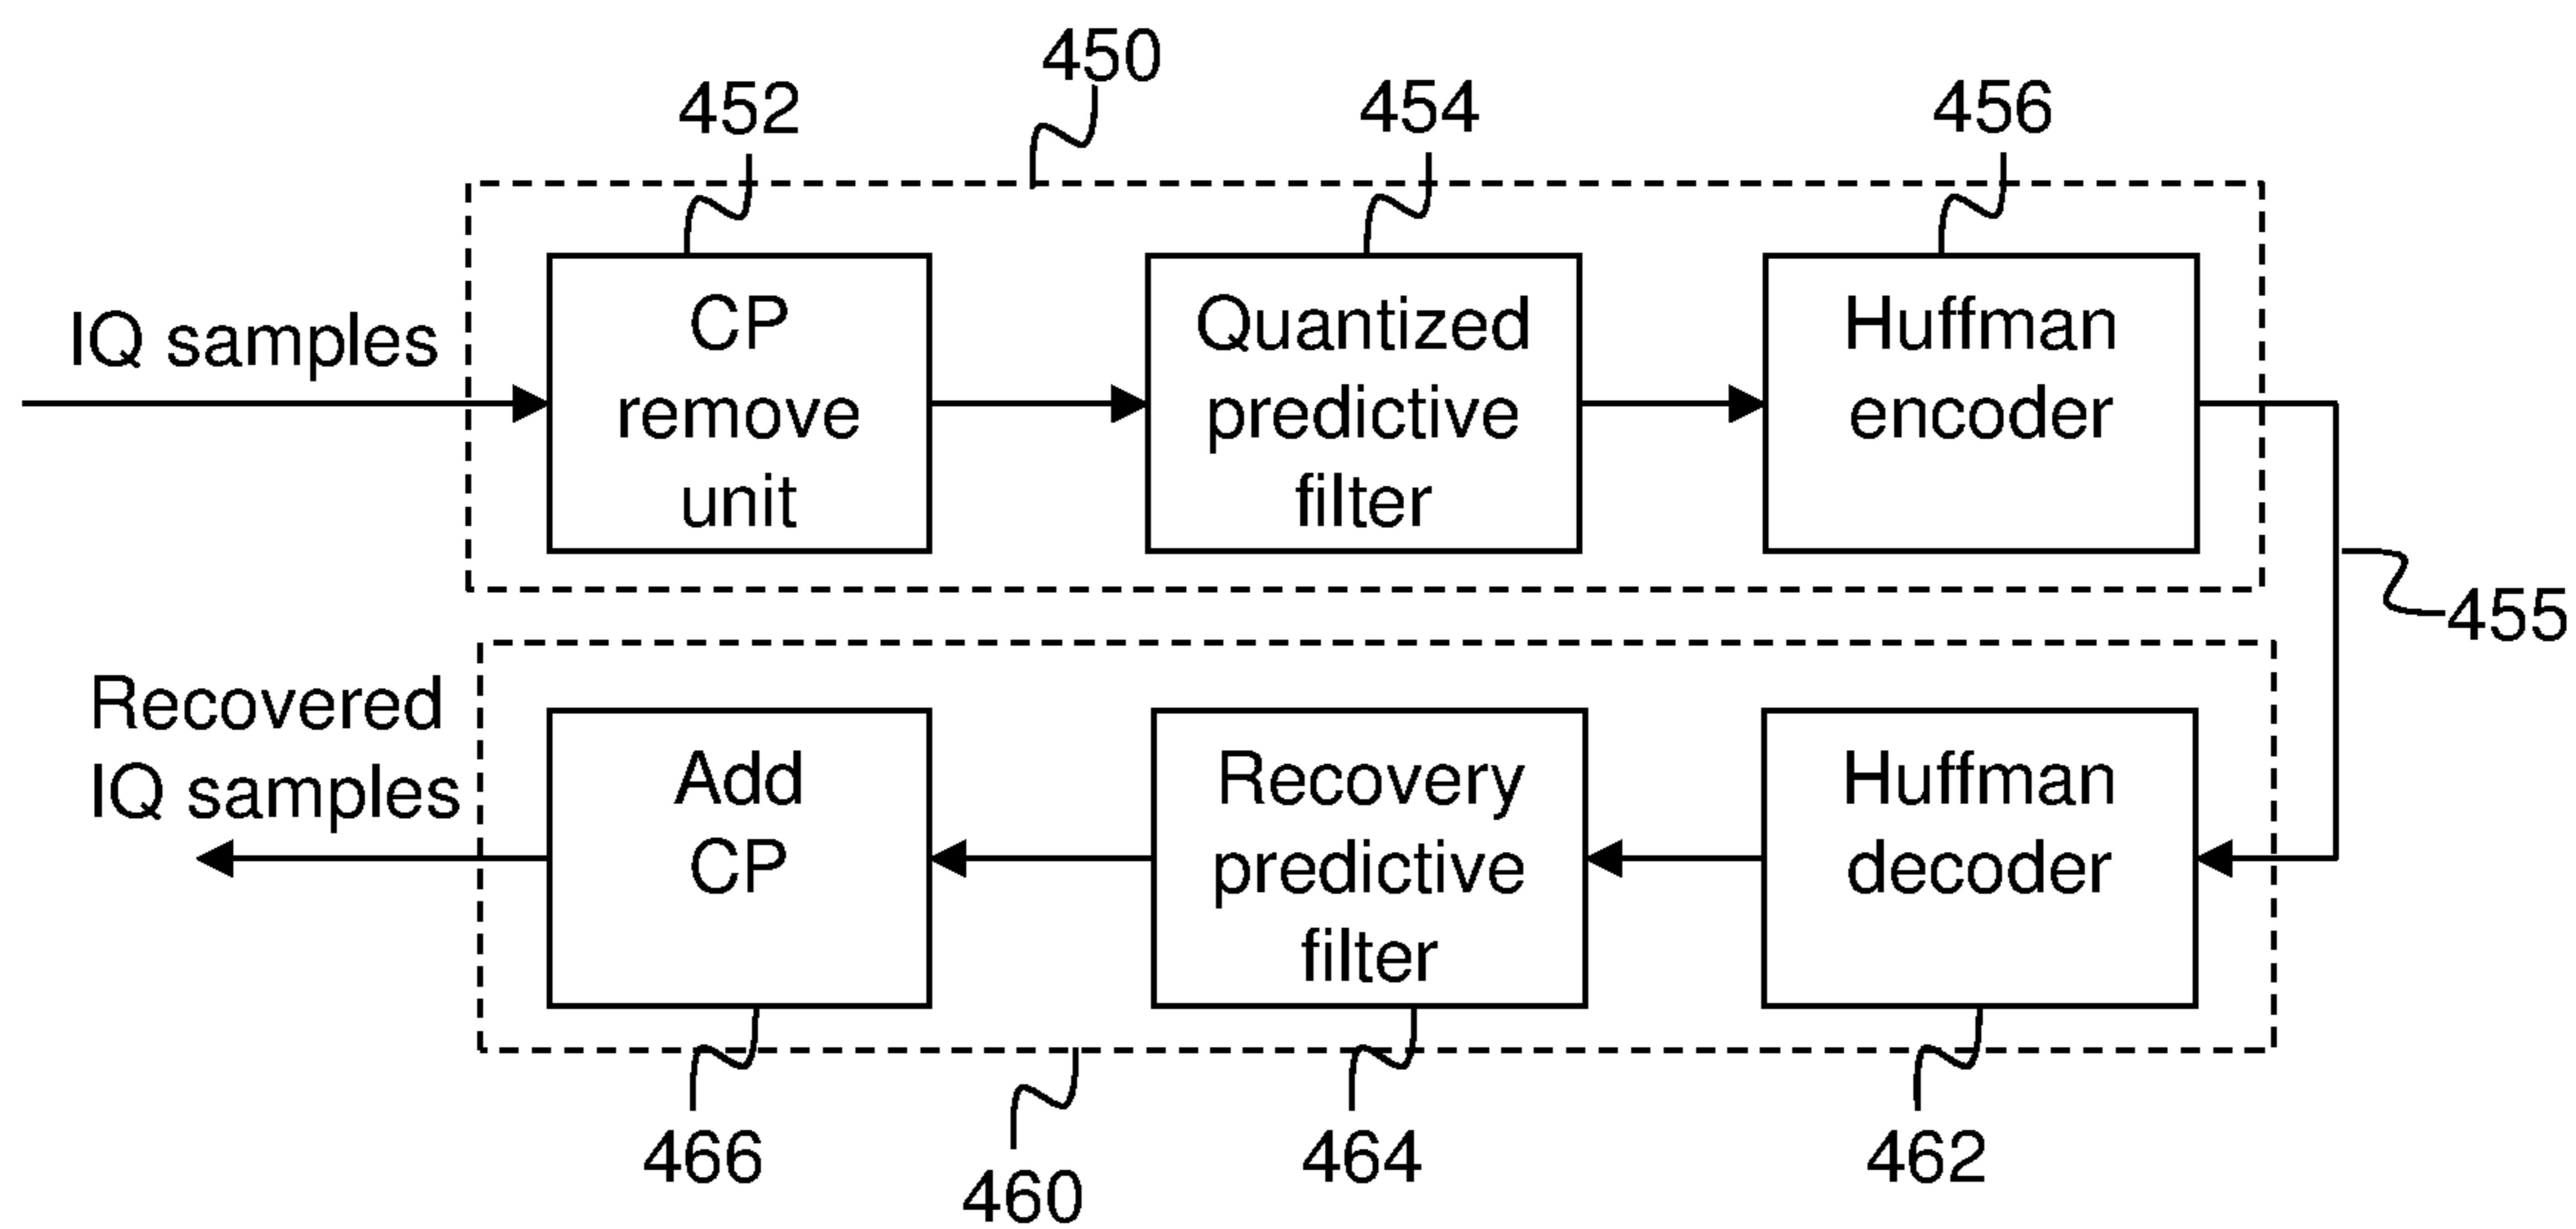 450
452
454
456
IQ samples
CP
remove
unit
Quantized
predictive
filter
Huffman
encoder
455
Recovered
IQ samples
Add
CP
Recovery
predictive
filter
Huffman
decoder
466
460
464
462